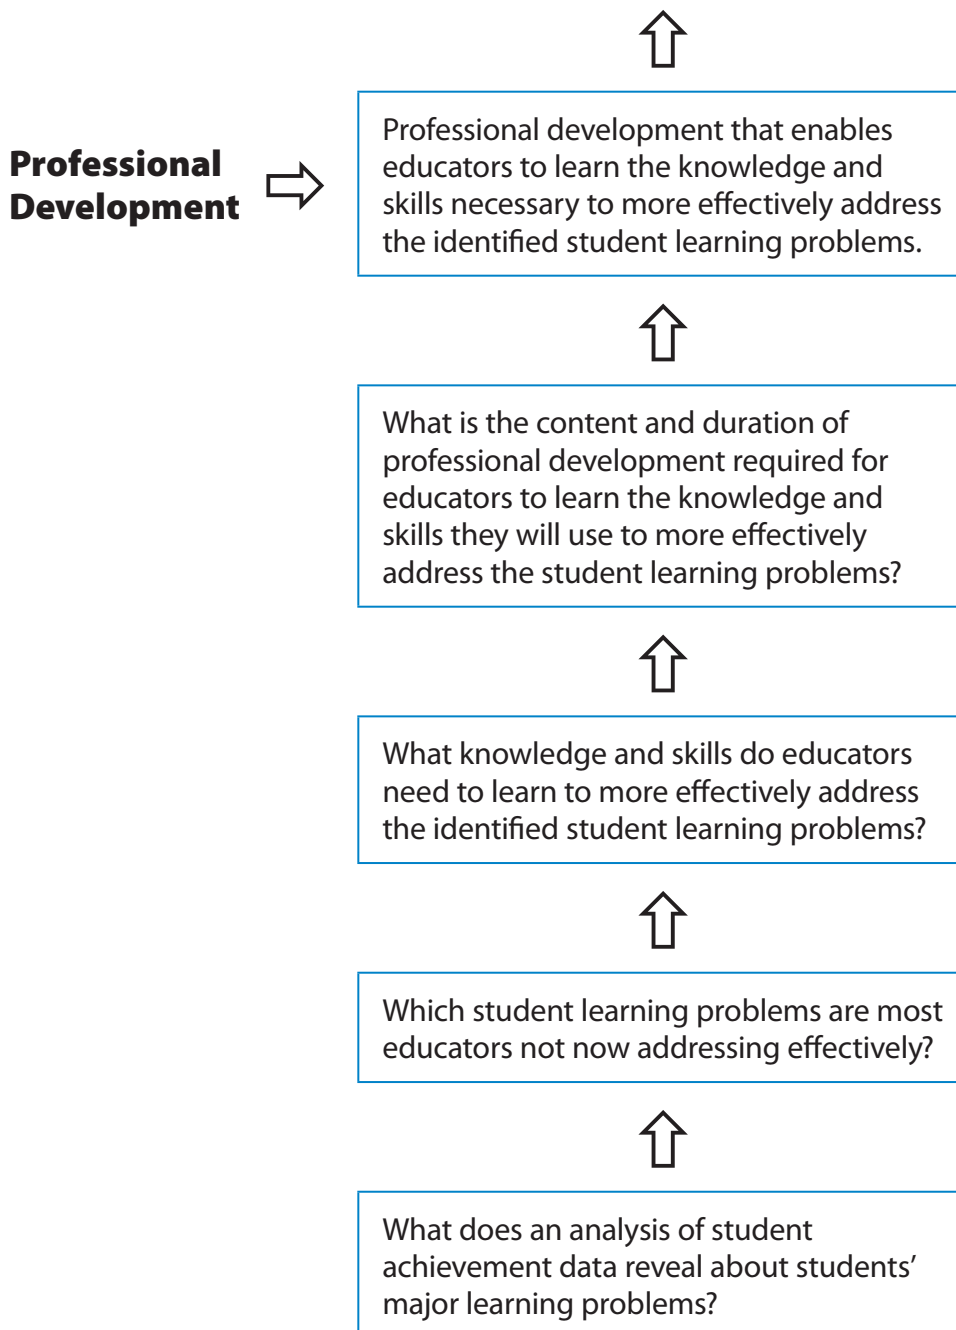 Professional
Development
Professional development that enables
educators to learn the knowledge and
skills necessary to more effectively address
the identified student learning problems.
What is the content and duration of
professional development required for
educators to learn the knowledge and
skills they will use to more effectively
address the student learning problems?
What knowledge and skills do educators
need to learn to more effectively address
the identified student learning problems?
Which student learning problems are most
educators not now addressing effectively?
What does an analysis of student
achievement data reveal about students’
major learning problems?